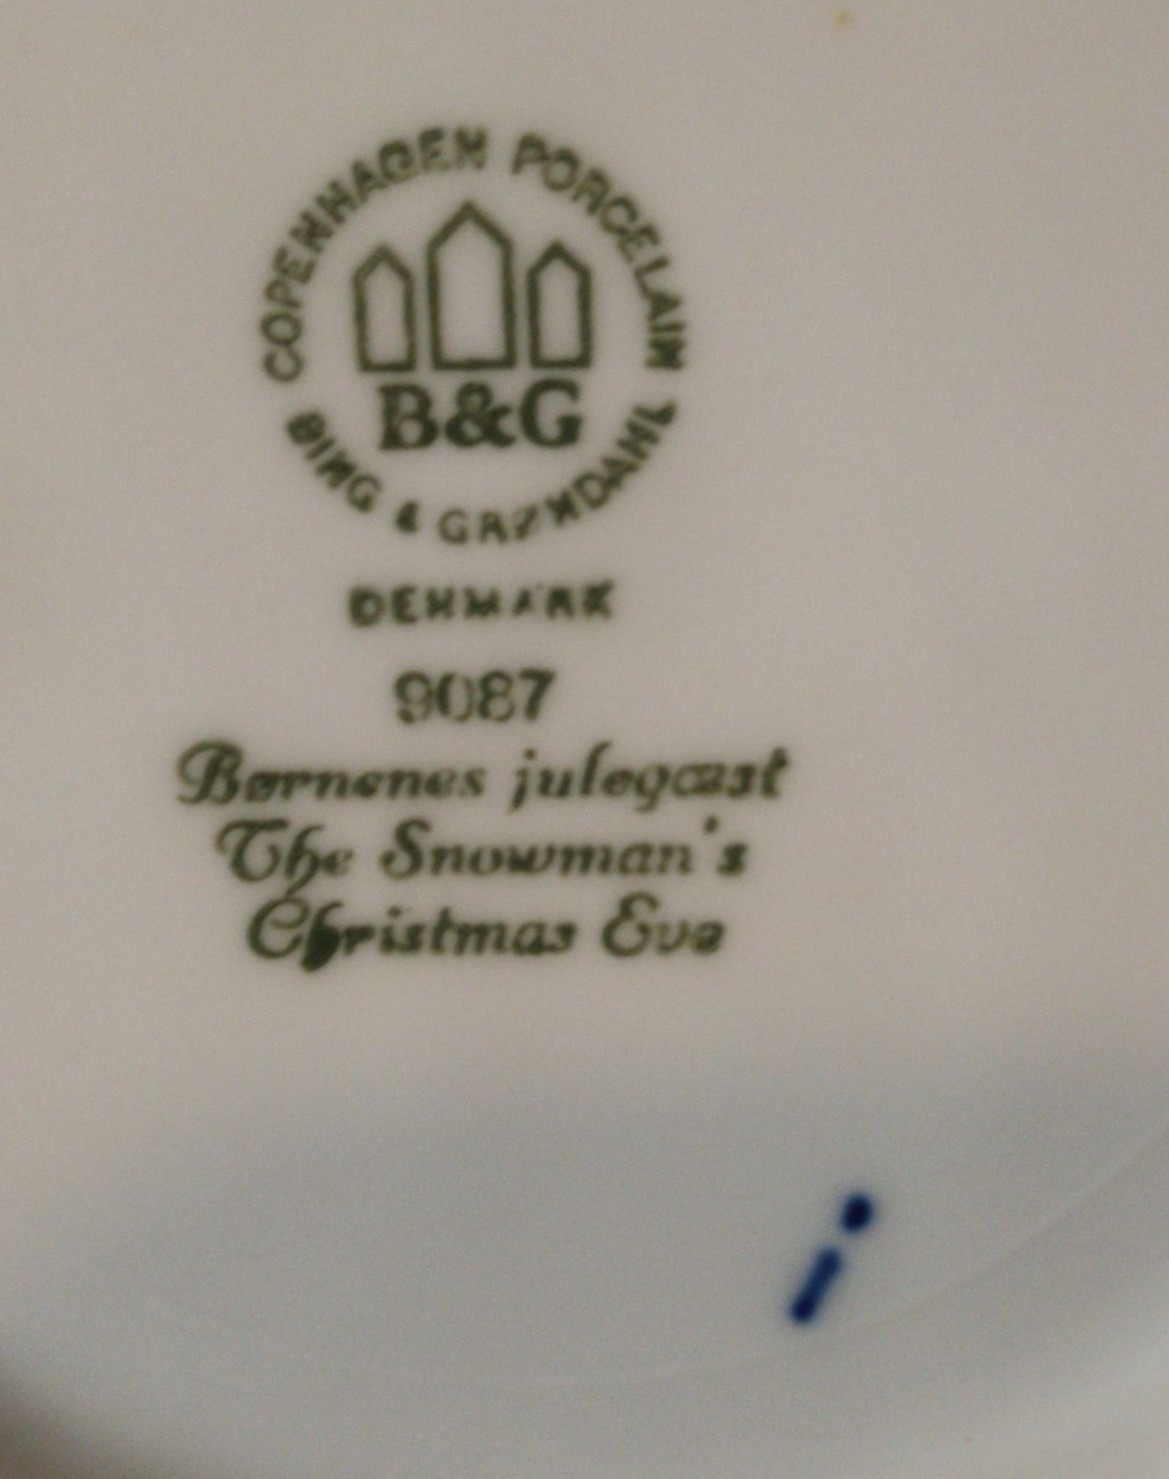 COPENHAGEN PORCELAIN
B&G
BING & GRØNDAHL
DENMARK
9087
Børnenes julegæst
The Snowman's
Christmas Eve
i